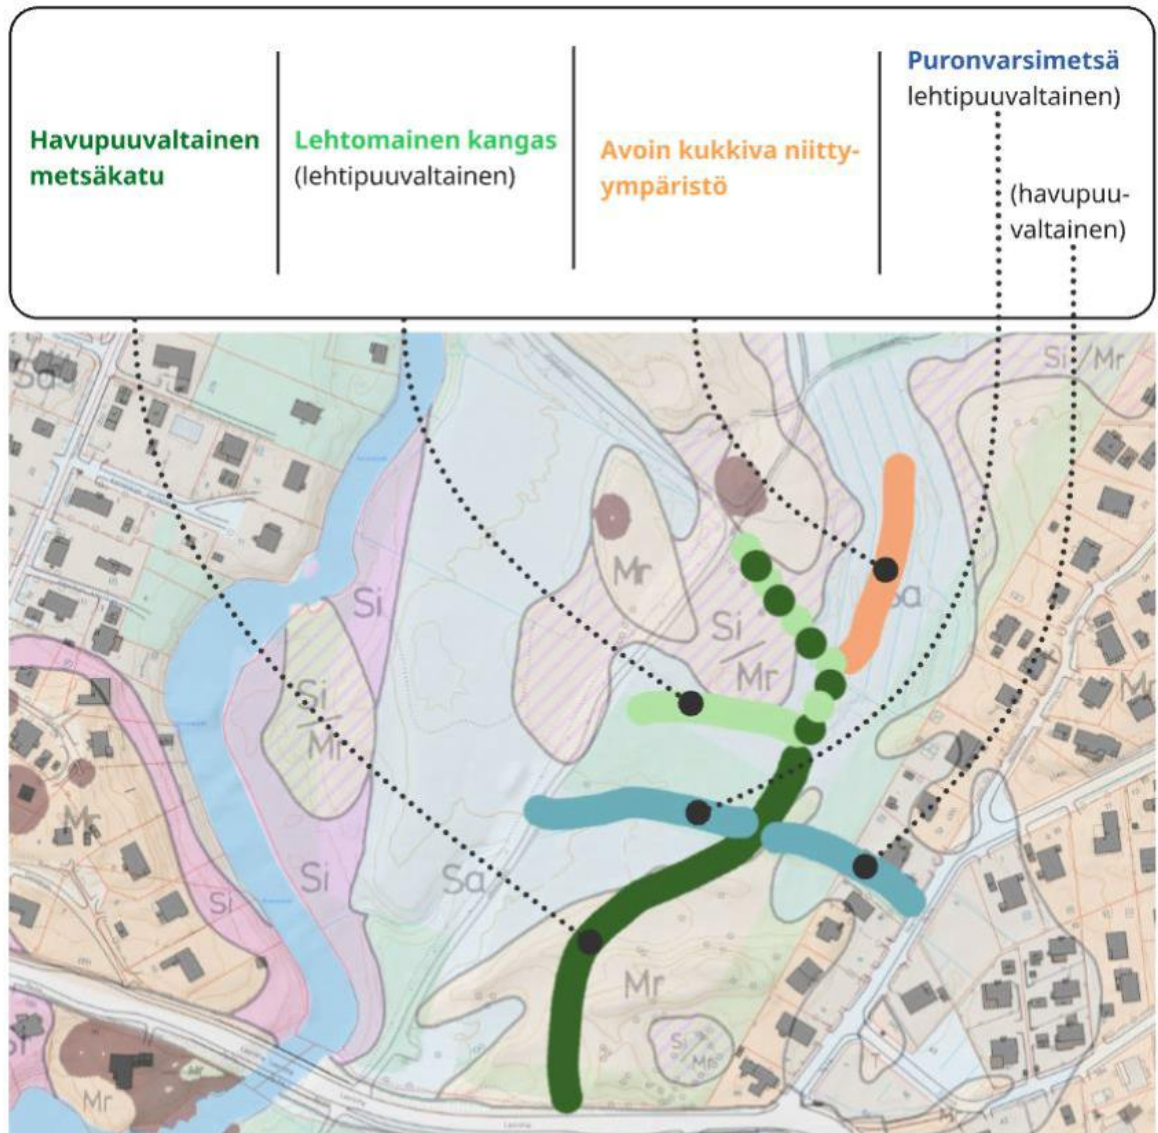 Havupuuvaltainen
metsäkatu
Lehtomainen kangas
(lehtipuuvaltainen)
Avoin kukkiva niitty-
ympäristö
Puronvarsimetsä
lehtipuuvaltainen)
(havupuu-
valtainen)
Si/Mr
Si
Mr
Sa
Si
Mr
Si
Mr
Mr
Mr
Si
Si
Sa
Mr
Si
Mr
Mr